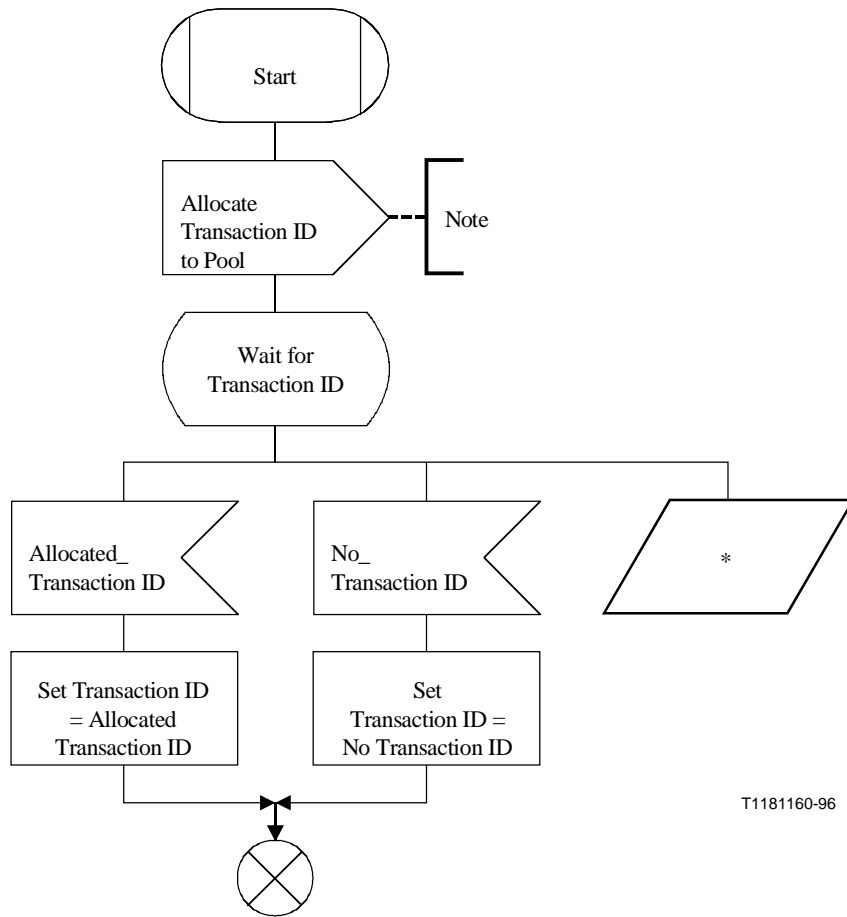 Start
Allocate
Transaction ID
to Pool
Note
Wait for
Transaction ID
Allocated_
Transaction ID
No_
Transaction ID
*
Set Transaction ID
= Allocated
Transaction ID
Set
Transaction ID =
No Transaction ID
T1181160-96